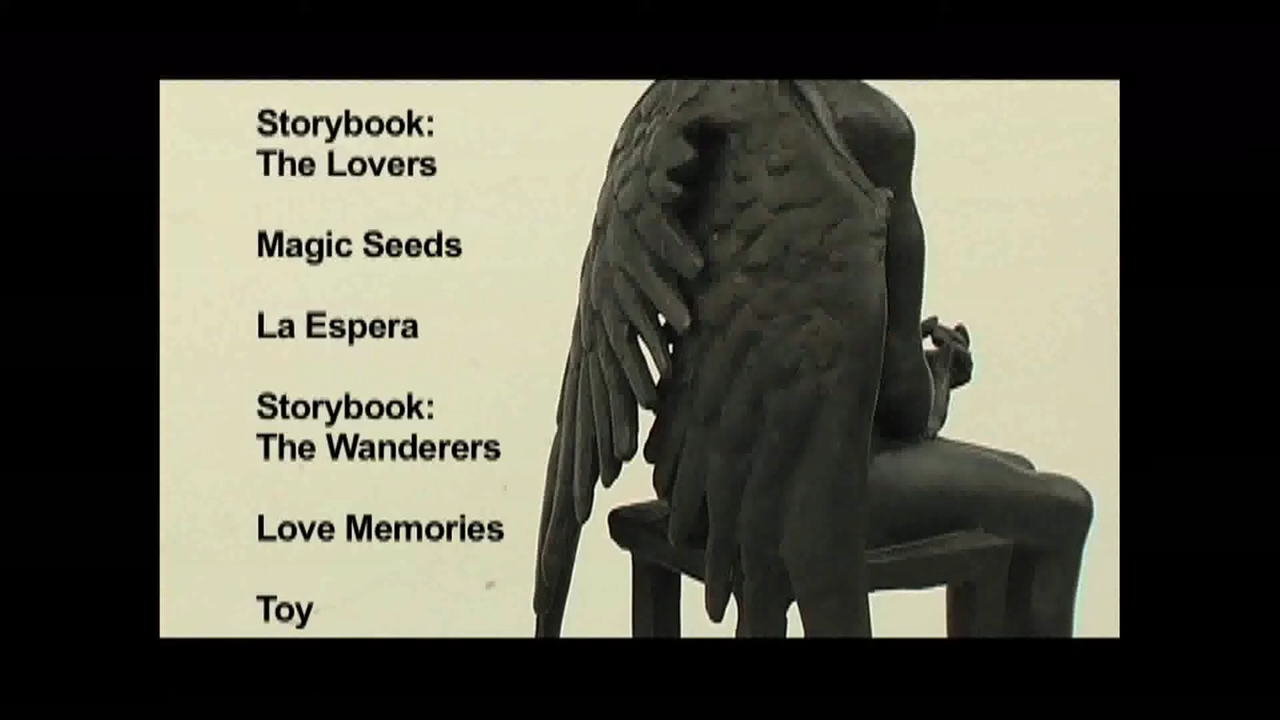 Storybook:
The Lovers
Magic Seeds
La Espera
Storybook:
The Wanderers
Love Memories
Toy